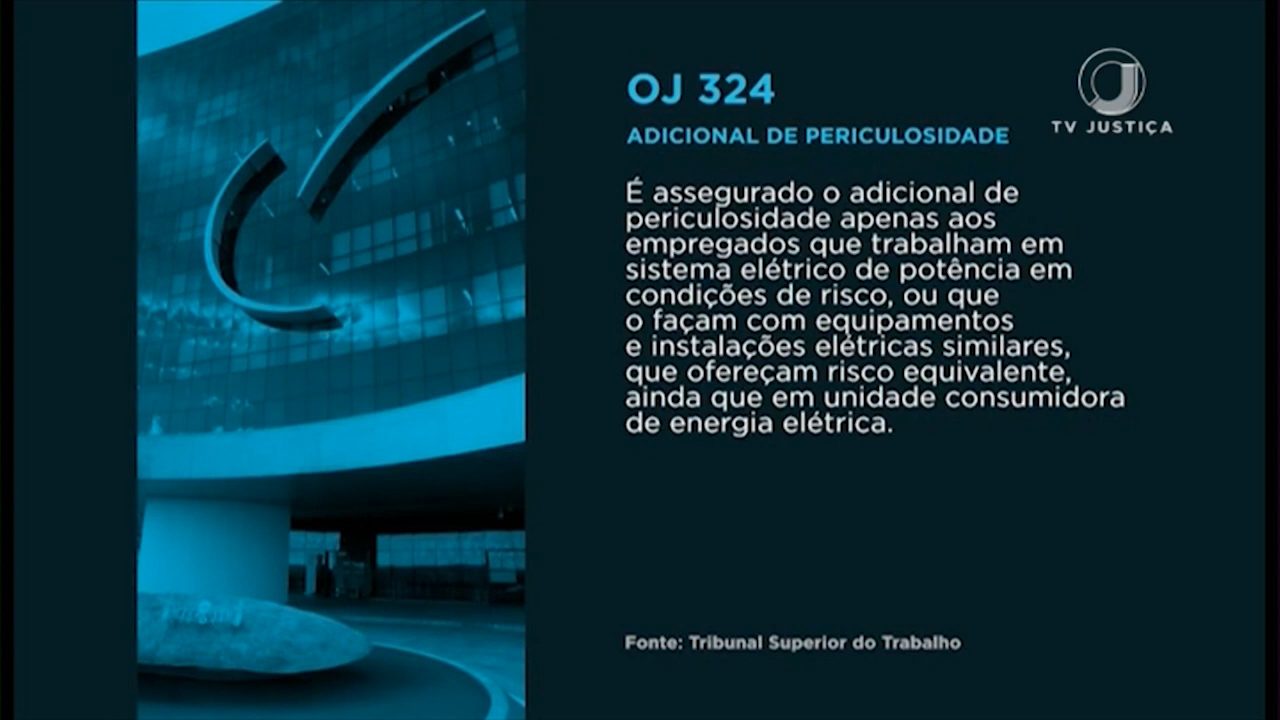 OJ 324
TV JUSTIÇA
ADICIONAL DE PERICULOSIDADE
É assegurado o adicional de
periculosidade apenas aos
empregados que trabalham em
sistema elétrico de potência em
condições de risco, ou que
o façam com equipamentos
e instalações elétricas similares,
que ofereçam risco equivalente,
ainda que em unidade consumidora
de energia elétrica.
Fonte: Tribunal Superior do Trabalho